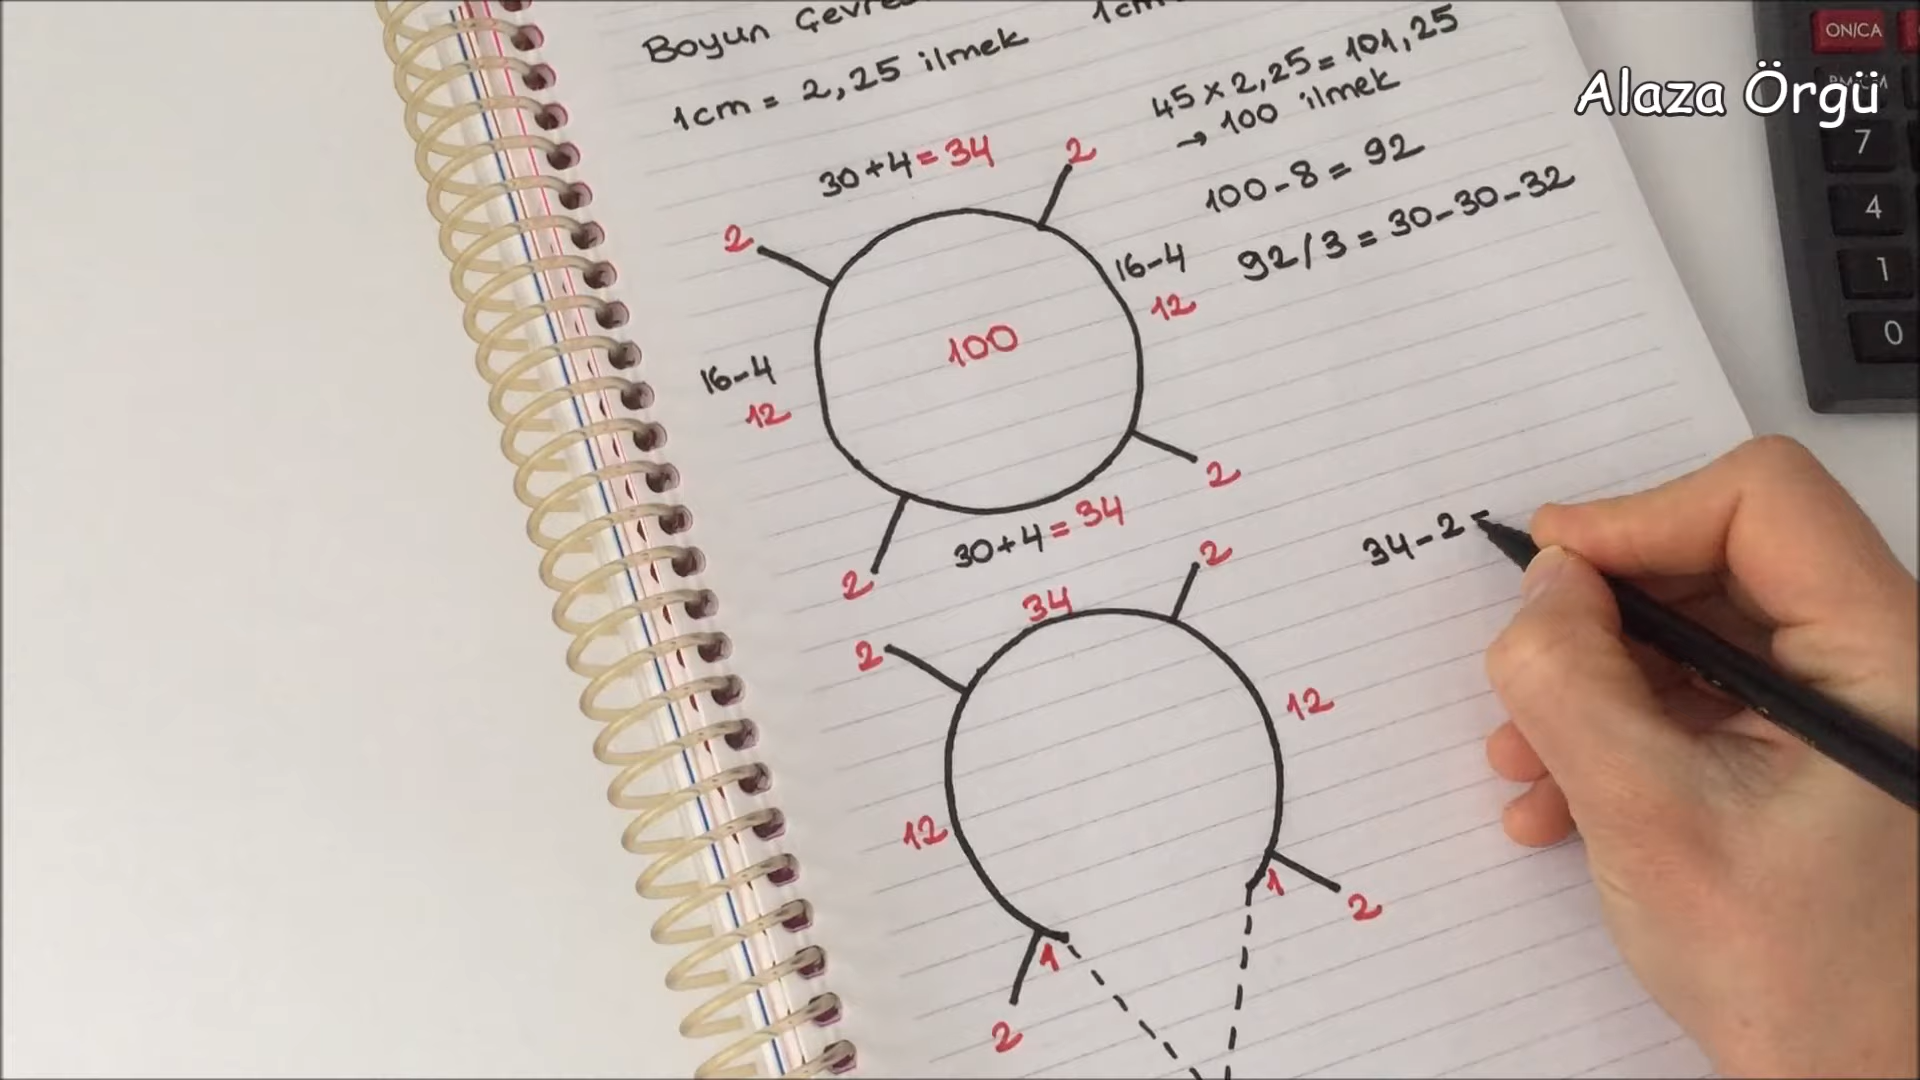 Boyun Çevre
1cm
1cm = 2,25 ilmek
45 x 2,25 = 101,25
→ 100 ilmek
100-8 = 92
92/3 = 30-30-32
30+4 = 34
2
2
16-4
12
100
16-4
12
2
2
30+4 = 34
34-2 =
34
2
2
12
12
1
2
1
2
Alaza Örgü
ON/CA
7
4
1
0